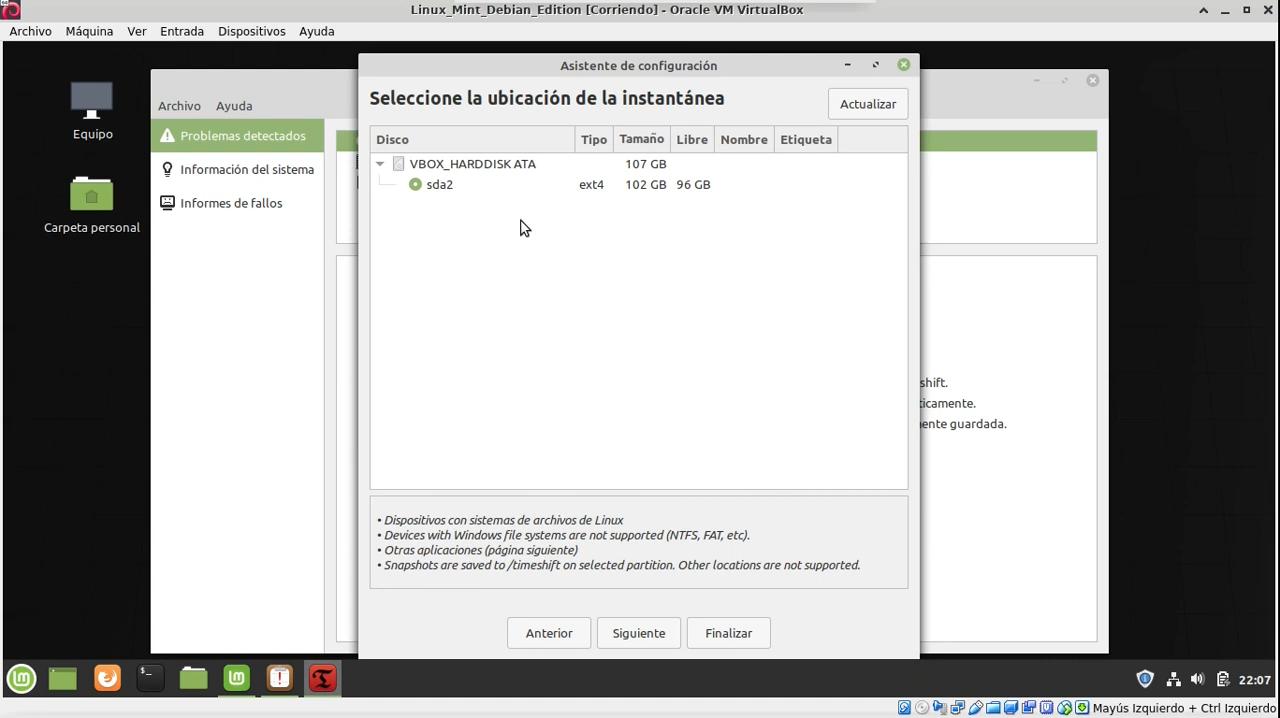 Linux_Mint_Debian_Edition [Corriendo] - Oracle VM VirtualBox
Archivo Máquina Ver Entrada Dispositivos Ayuda
Equipo
Carpeta personal
Archivo Ayuda
Problemas detectados
Información del sistema
Informes de fallos
Asistente de configuración
Seleccione la ubicación de la instantánea
Actualizar
Disco Tipo Tamaño Libre Nombre Etiqueta
VBOX_HARDDISK ATA 107 GB
sda2 ext4 102 GB 96 GB
shift.
ticamente.
nente guardada.
• Dispositivos con sistemas de archivos de Linux
• Devices with Windows file systems are not supported (NTFS, FAT, etc).
• Otras aplicaciones (página siguiente)
• Snapshots are saved to /timeshift on selected partition. Other locations are not supported.
Anterior Siguiente Finalizar
22:07
Mayús Izquierdo + Ctrl Izquierdo